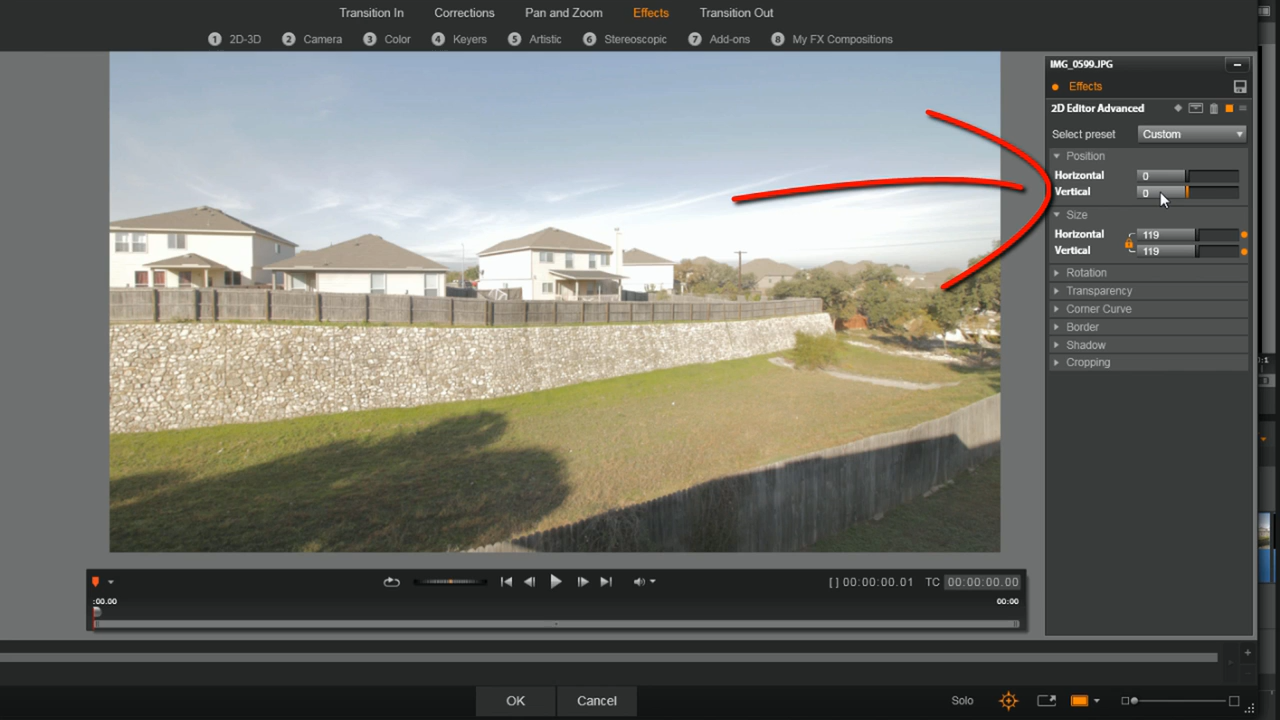 Transition In Corrections Pan and Zoom Effects Transition Out
1 2D-3D 2 Camera 3 Color 4 Keyers 5 Artistic 6 Stereoscopic 7 Add-ons 8 My FX Compositions
IMG_0599.JPG
Effects
2D Editor Advanced
Select preset Custom
Position
Horizontal 0
Vertical 0
Size
Horizontal 119
Vertical 119
Rotation
Transparency
Corner Curve
Border
Shadow
Cropping
[ ] 00:00:00.01 TC 00:00:00.00
:00.00 00:00
OK Cancel Solo